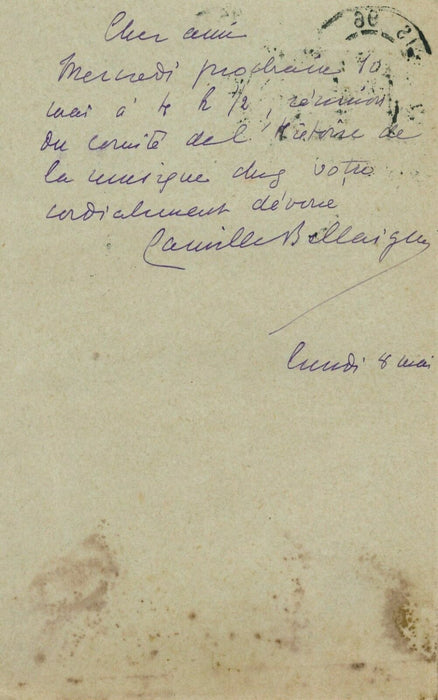 Cher ami
Mercredi prochain 10
mai à 4 h 1/2, réunion
du comité de l'histoire de
la musique chez votre
cordialement dévoué
Camille Bellaigue
lundi 8 mai